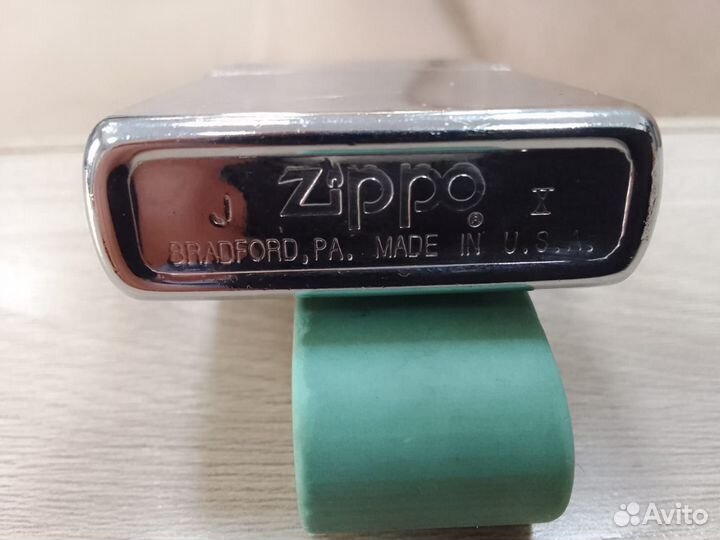 J Zippo ® X
BRADFORD, PA. MADE IN U.S.A.
Avito